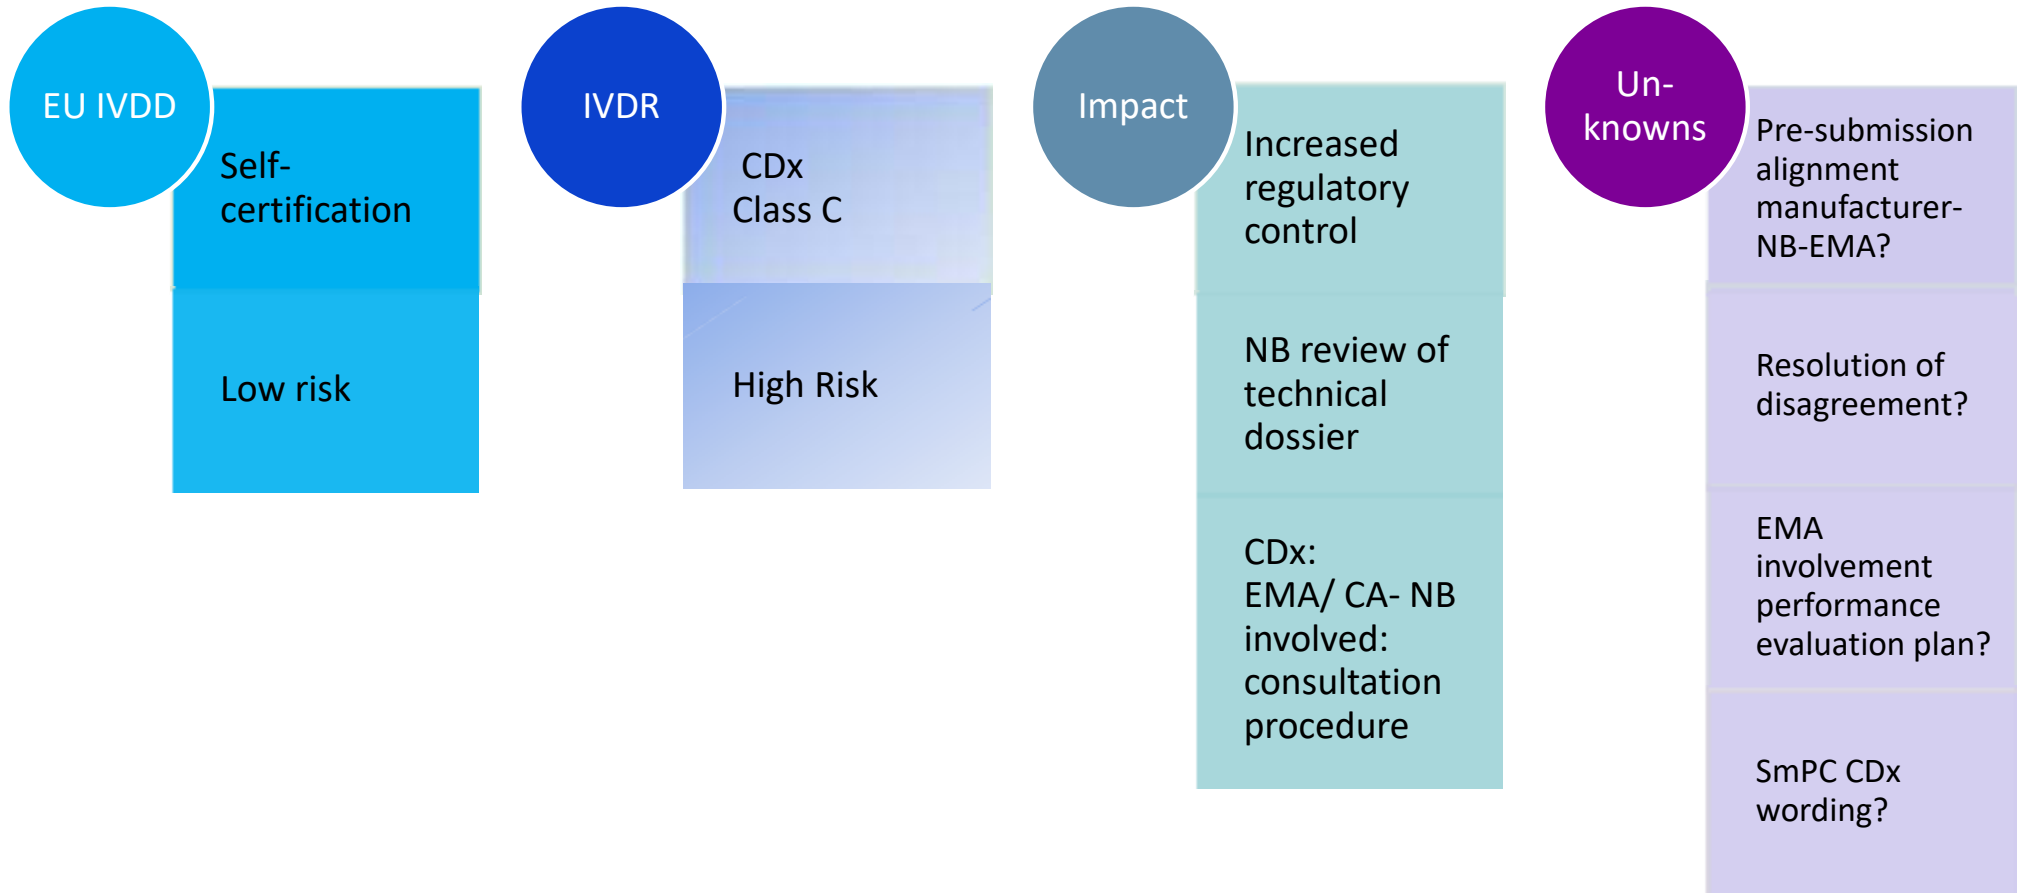 EU IVDD
Self-
certification
Low risk
IVDR
CDx
Class C
High Risk
Impact
Increased
regulatory
control
NB review of
technical
dossier
CDx:
EMA/ CA- NB
involved:
consultation
procedure
Un-
knowns
Pre-submission
alignment
manufacturer-
NB-EMA?
Resolution of
disagreement?
EMA
involvement
performance
evaluation plan?
SmPC CDx
wording?